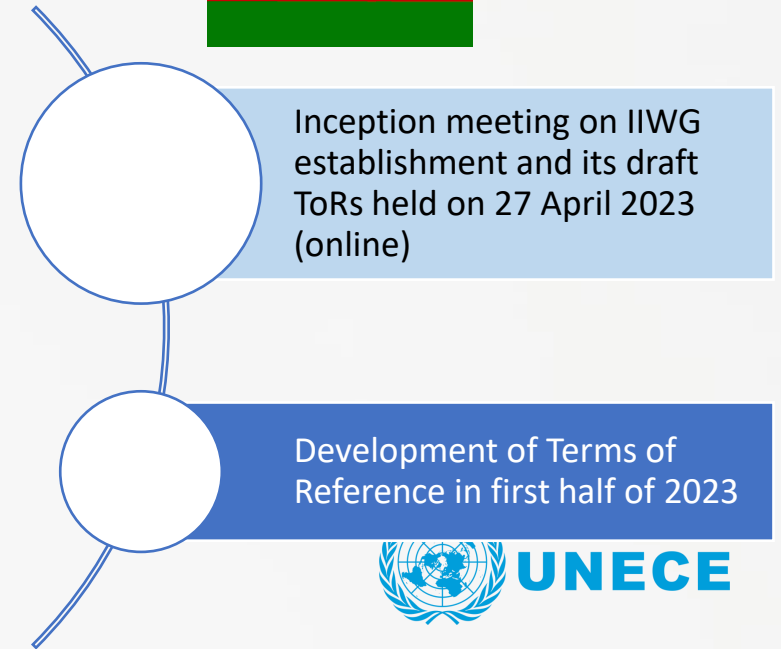 Inception meeting on IIWG
establishment and its draft
ToRs held on 27 April 2023
(online)
Development of Terms of
Reference in first half of 2023
UNECE